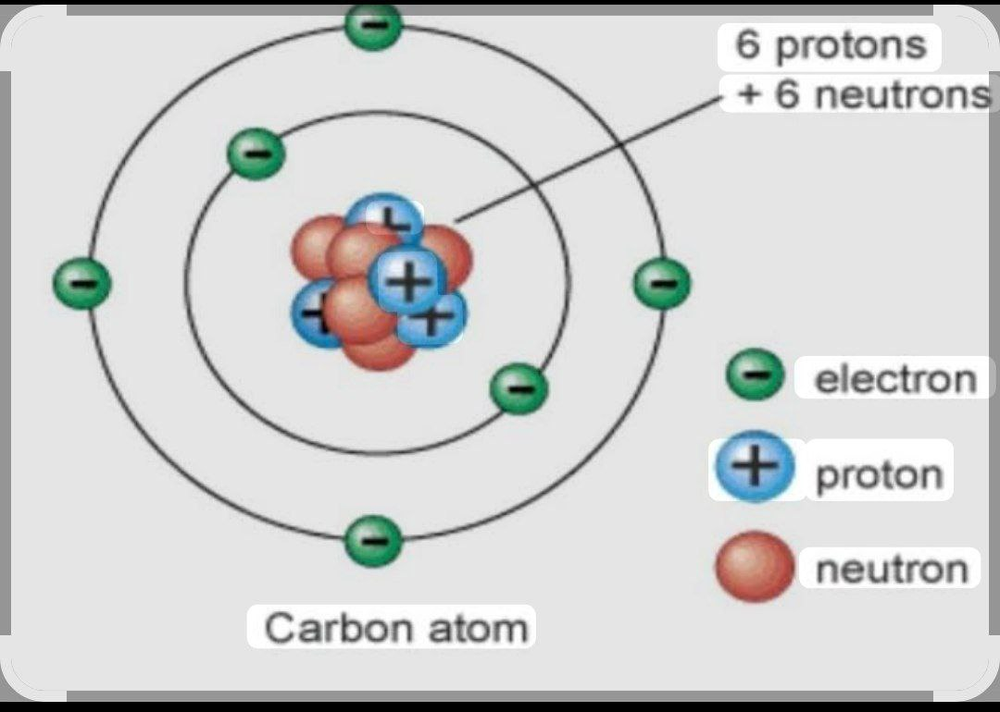 6 protons
+ 6 neutrons
electron
proton
neutron
Carbon atom